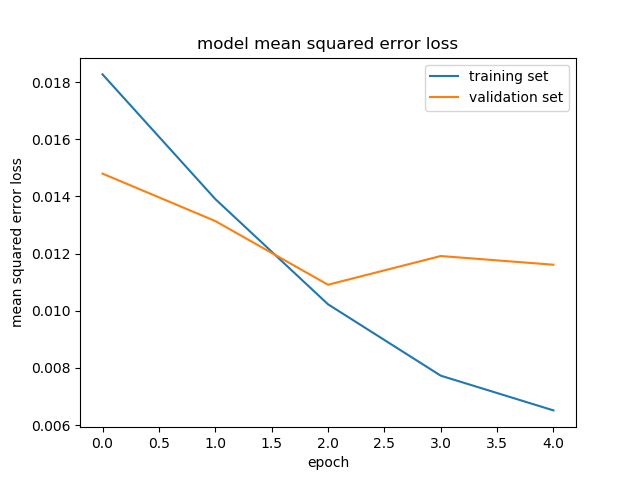 model mean squared error loss
training set
validation set
0.018
0.016
0.014
0.012
0.010
0.008
0.006
mean squared error loss
0.0 0.5 1.0 1.5 2.0 2.5 3.0 3.5 4.0
epoch